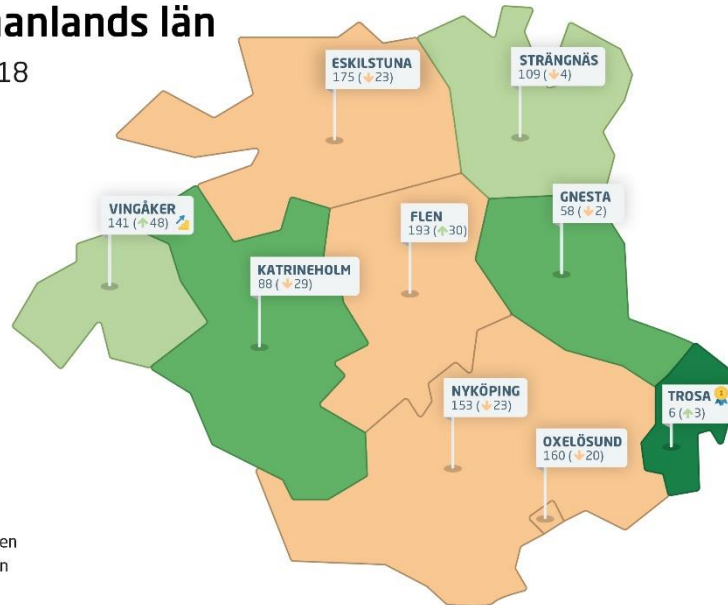 anlands län
18
ESKILSTUNA
175 (↓23)
STRÄNGNÄS
109 (↓4)
VINGÅKER
141 (↑48)
FLEN
193 (↑30)
GNESTA
58 (↓2)
KATRINEHOLM
88 (↓29)
NYKÖPING
153 (↓23)
TROSA
6 (↑3)
OXELÖSUND
160 (↓20)
en
n